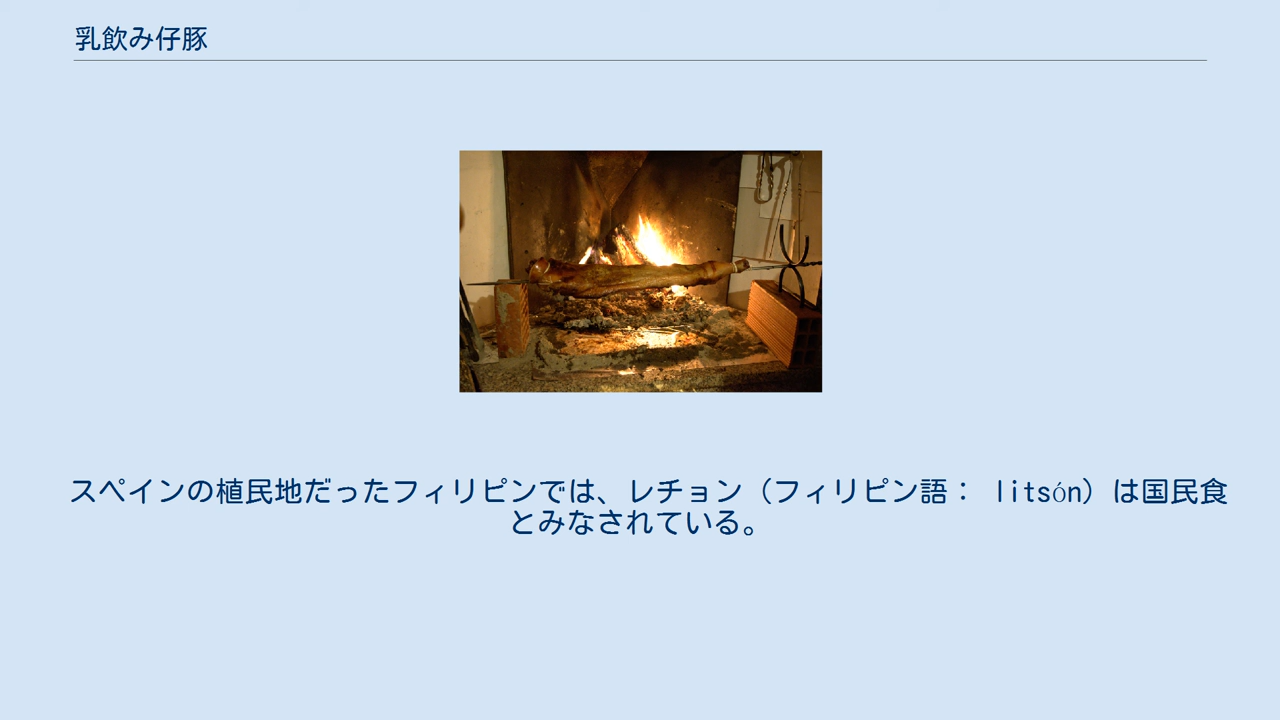 乳飲み仔豚
スペインの植民地だったフィリピンでは、レチョン（フィリピン語： litsón）は国民食
とみなされている。